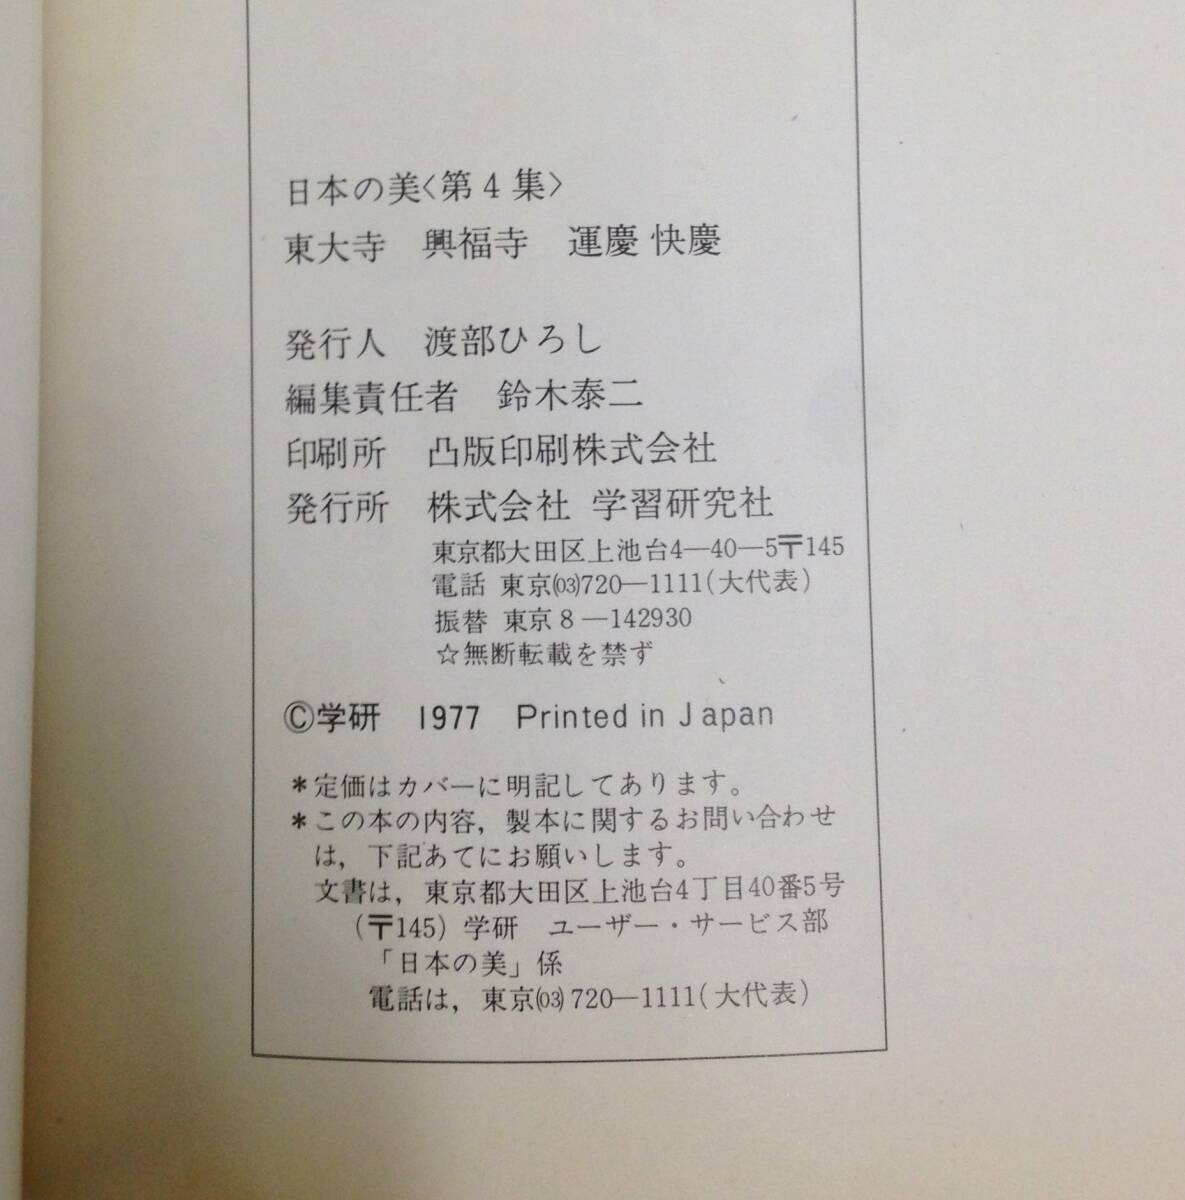 日本の美〈第4集〉
東大寺　興福寺　運慶 快慶
発行人　渡部ひろし
編集責任者　鈴木泰二
印刷所　凸版印刷株式会社
発行所　株式会社 学習研究社
東京都大田区上池台4—40—5〒145
電話 東京(03)720—1111(大代表)
振替 東京8—142930
☆無断転載を禁ず
©学研　1977　Printed in Japan
*定価はカバーに明記してあります。
*この本の内容，製本に関するお問い合わせ
は，下記あてにお願いします。
文書は，東京都大田区上池台4丁目40番5号
(〒145) 学研　ユーザー・サービス部
「日本の美」係
電話は，東京(03)720—1111(大代表)